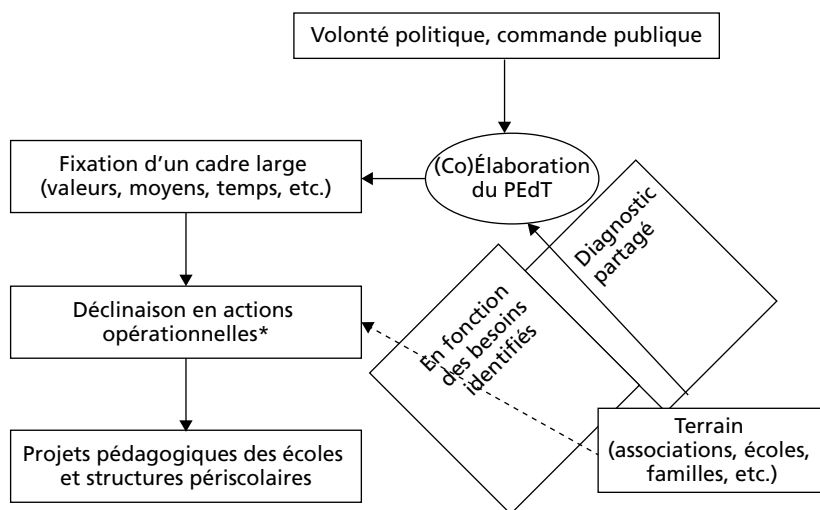 Volonté politique, commande publique
(Co)Élaboration
du PEdT
Fixation d’un cadre large
(valeurs, moyens, temps, etc.)
Diagnostic
partagé
Déclinaison en actions
opérationnelles*
En fonction
des besoins
identifiés
Terrain
(associations, écoles,
familles, etc.)
Projets pédagogiques des écoles
et structures périscolaires